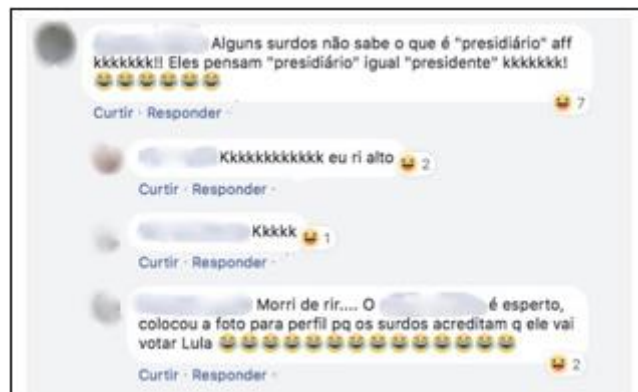 Alguns surdos não sabe o que é "presidiário" aff
kkkkkkk!! Eles pensam "presidiário" igual "presidente" kkkkkkk!
😆😆😆😆😆😆
😆 7
Curtir · Responder ·
Kkkkkkkkkkkk eu ri alto 😆 2
Curtir · Responder ·
Kkkkk 😆 1
Curtir · Responder ·
Morri de rir.... O é esperto,
colocou a foto para perfil pq os surdos acreditam q ele vai
votar Lula 😂😂😂😂😂😂😂😂😂😂😂😂😂
😆 2
Curtir · Responder ·